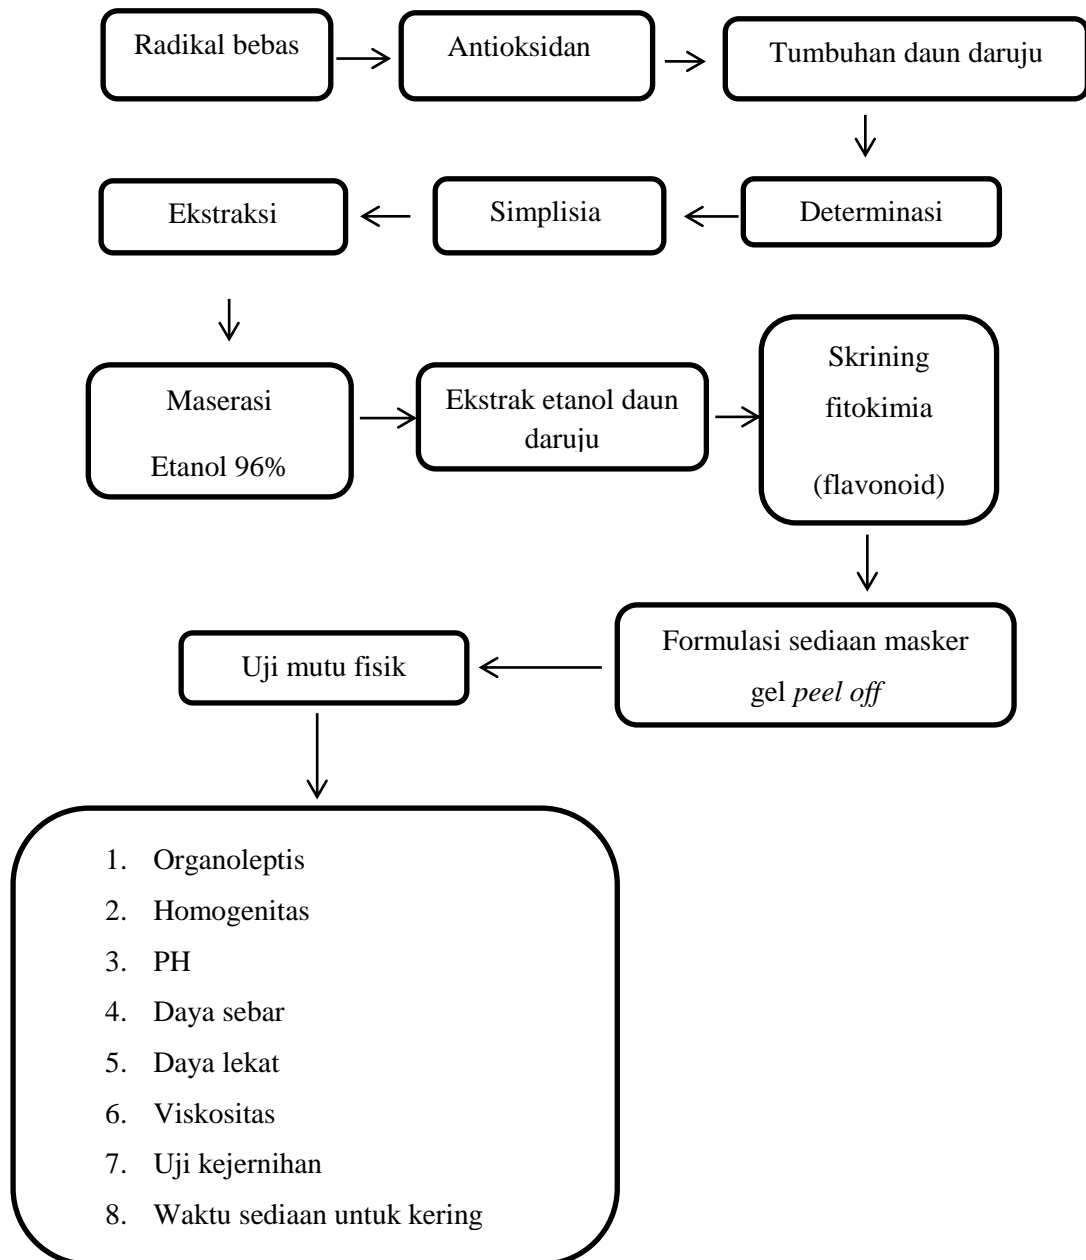 Radikal bebas
Antioksidan
Tumbuhan daun daruju
Determinasi
Simplisia
Ekstraksi
Maserasi
Etanol 96%
Ekstrak etanol daun
daruju
Skrining
fitokimia
(flavonoid)
Formulasi sediaan masker
gel peel off
Uji mutu fisik
1. Organoleptis
2. Homogenitas
3. PH
4. Daya sebar
5. Daya lekat
6. Viskositas
7. Uji kejernihan
8. Waktu sediaan untuk kering